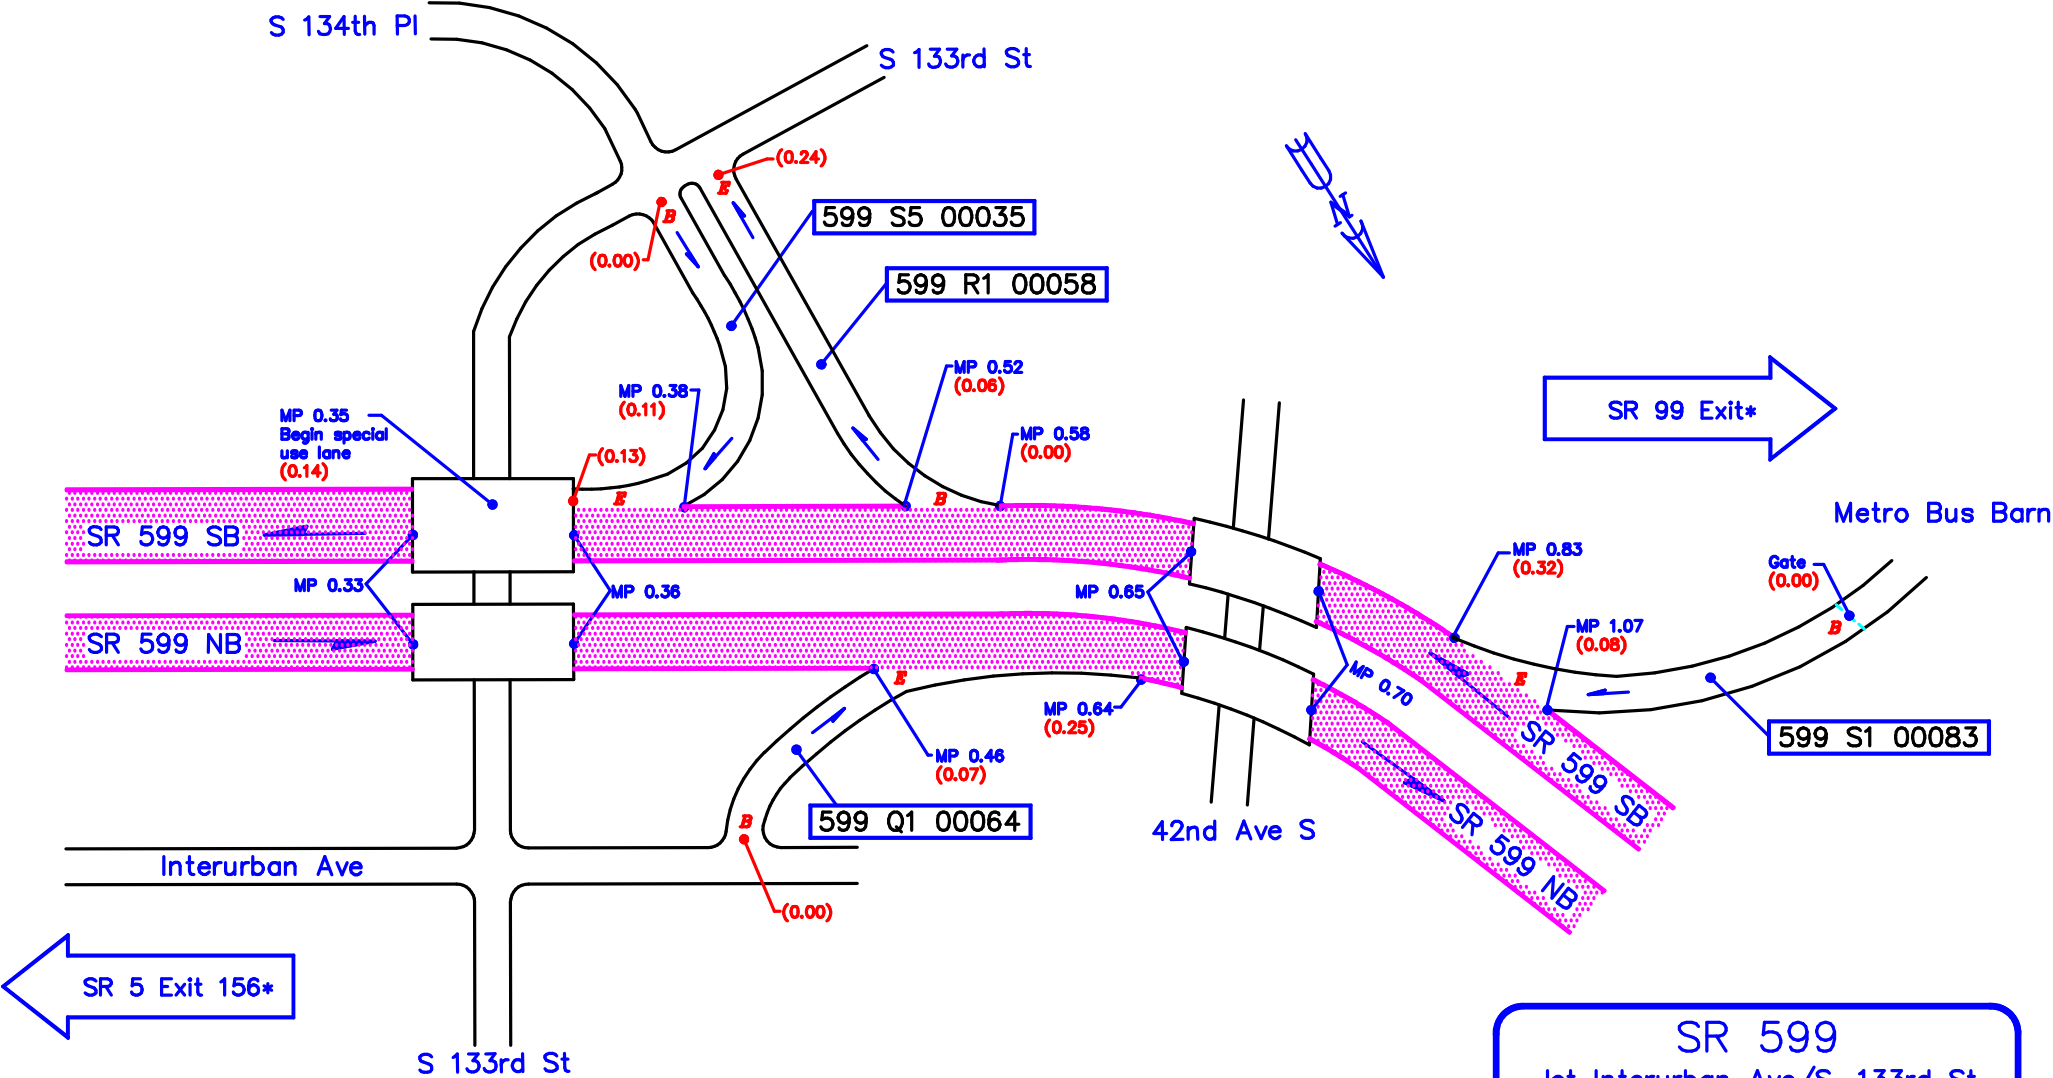 S 134th Pl
S 133rd St
(0.24)
E
B
599 S5 00035
(0.00)
599 R1 00058
MP 0.52
(0.06)
MP 0.38
(0.11)
MP 0.35
Begin special
use lane
(0.14)
MP 0.58
(0.00)
SR 99 Exit*
(0.13)
E
B
Metro Bus Barn
SR 599 SB
MP 0.33
MP 0.36
MP 0.65
MP 0.83
(0.32)
Gate
(0.00)
B
MP 1.07
(0.08)
SR 599 NB
E
E
MP 0.70
MP 0.64
(0.25)
599 S1 00083
MP 0.46
(0.07)
SR 599 SB
SR 599 NB
B
599 Q1 00064
42nd Ave S
Interurban Ave
(0.00)
SR 5 Exit 156*
S 133rd St
SR 599
Jct Interurban Ave/S 133rd St